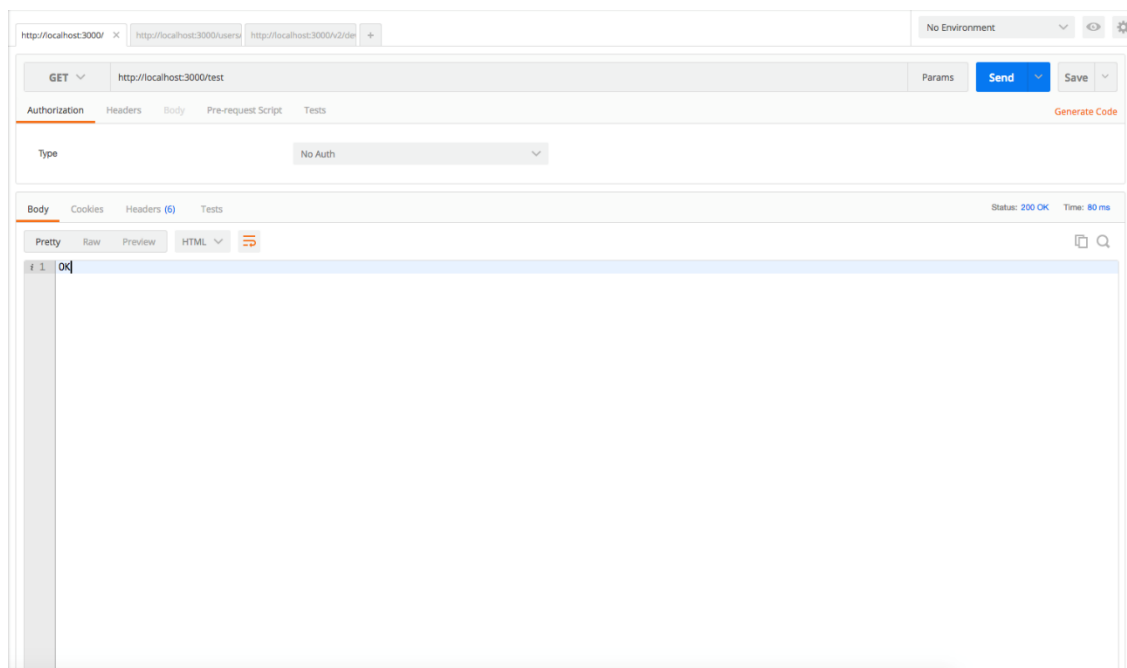 http://localhost:3000/ http://localhost:3000/users/ http://localhost:3000/v2/de + No Environment
GET http://localhost:3000/test Params Send Save
Authorization Headers Body Pre-request Script Tests Generate Code
Type No Auth
Body Cookies Headers (6) Tests Status: 200 OK Time: 80 ms
Pretty Raw Preview HTML
i 1 OK